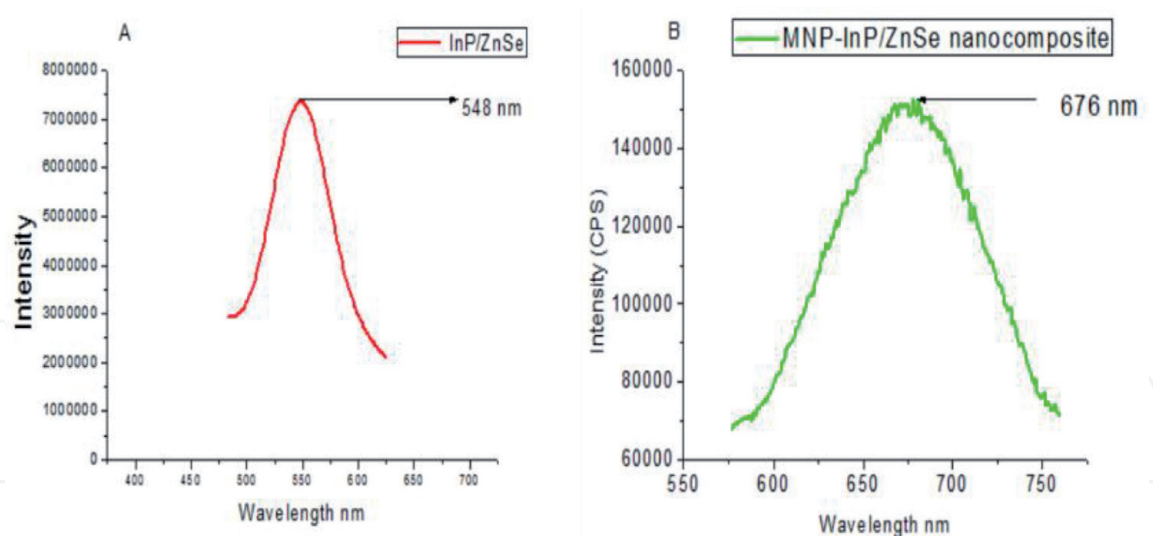 A
InP/ZnSe
8000000
7000000
6000000
5000000
4000000
3000000
2000000
1000000
0
Intensity
548 nm
400 450 500 550 600 650 700
Wavelength nm
B
MNP-InP/ZnSe nanocomposite
160000
140000
120000
100000
80000
60000
Intensity (CPS)
676 nm
550 600 650 700 750
Wavelength nm